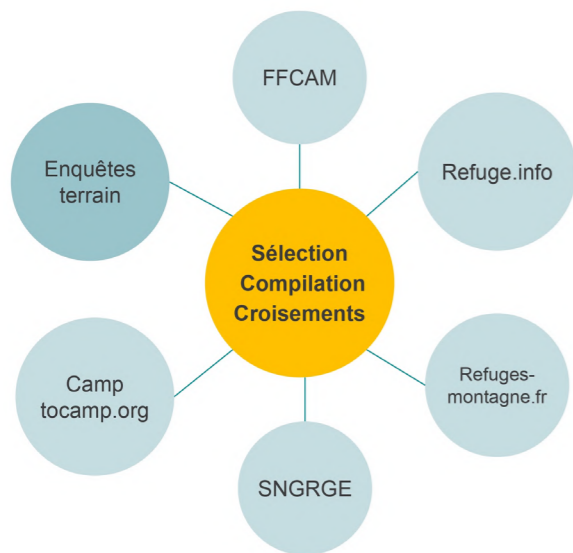 FFCAM
Enquêtes
terrain
Refuge.info
Sélection
Compilation
Croisements
Camp
tocamp.org
Refuges-
montagne.fr
SNGRGE